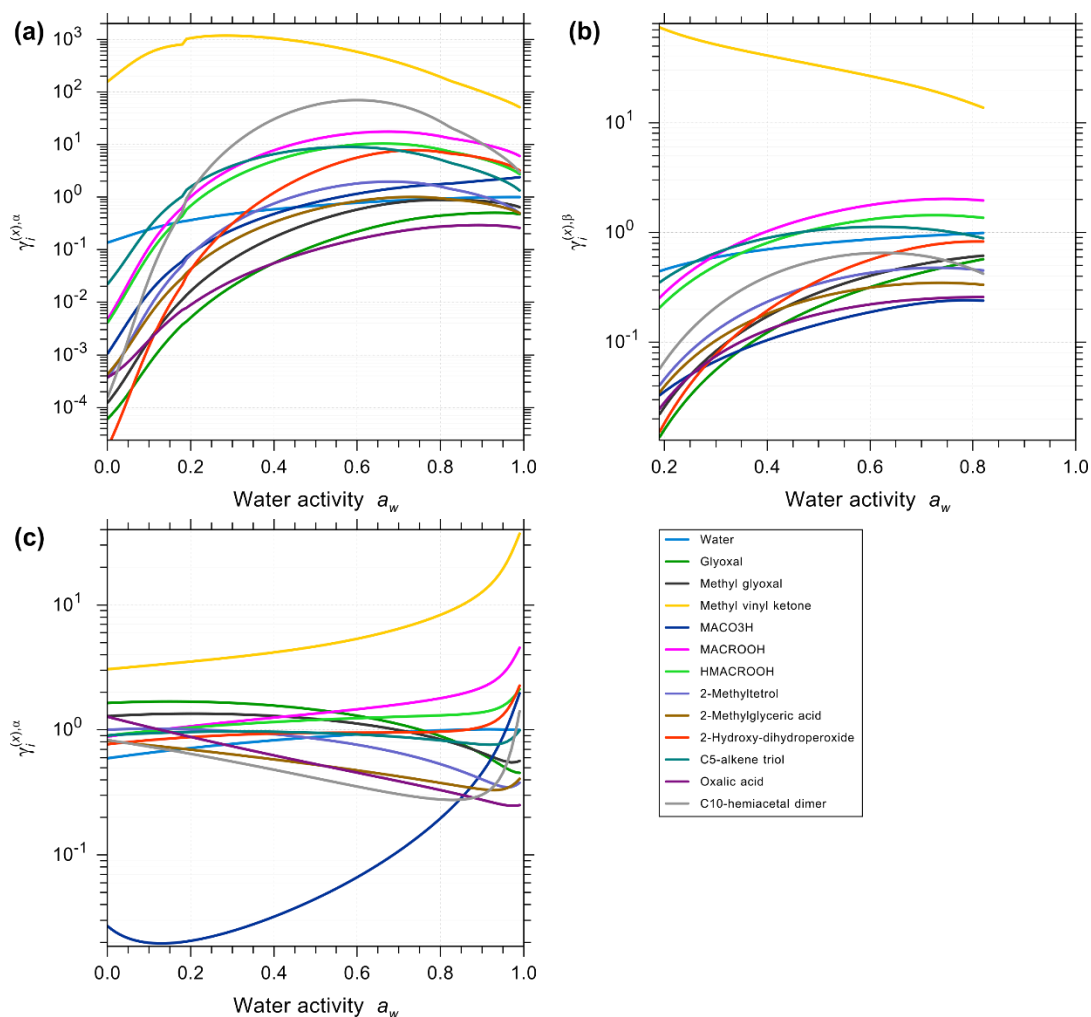 (a)
10³
10²
10¹
10⁰
10⁻¹
10⁻²
10⁻³
10⁻⁴
γᵢ⁽ˣ⁾,ᵅ
0.0 0.2 0.4 0.6 0.8 1.0
Water activity a_w
(b)
10¹
10⁰
10⁻¹
γᵢ⁽ˣ⁾,ᵝ
0.2 0.4 0.6 0.8 1.0
Water activity a_w
(c)
10¹
10⁰
10⁻¹
γᵢ⁽ˣ⁾,ᵅ
0.0 0.2 0.4 0.6 0.8 1.0
Water activity a_w
Water
Glyoxal
Methyl glyoxal
Methyl vinyl ketone
MACO3H
MACROOH
HMACROOH
2-Methyltetrol
2-Methylglyceric acid
2-Hydroxy-dihydroperoxide
C5-alkene triol
Oxalic acid
C10-hemiacetal dimer